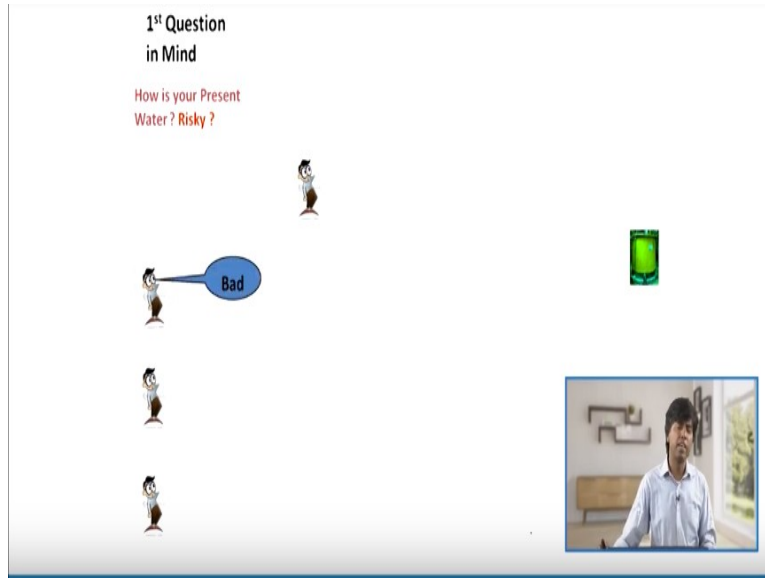 1st Question
in Mind
How is your Present
Water ? Risky ?
Bad